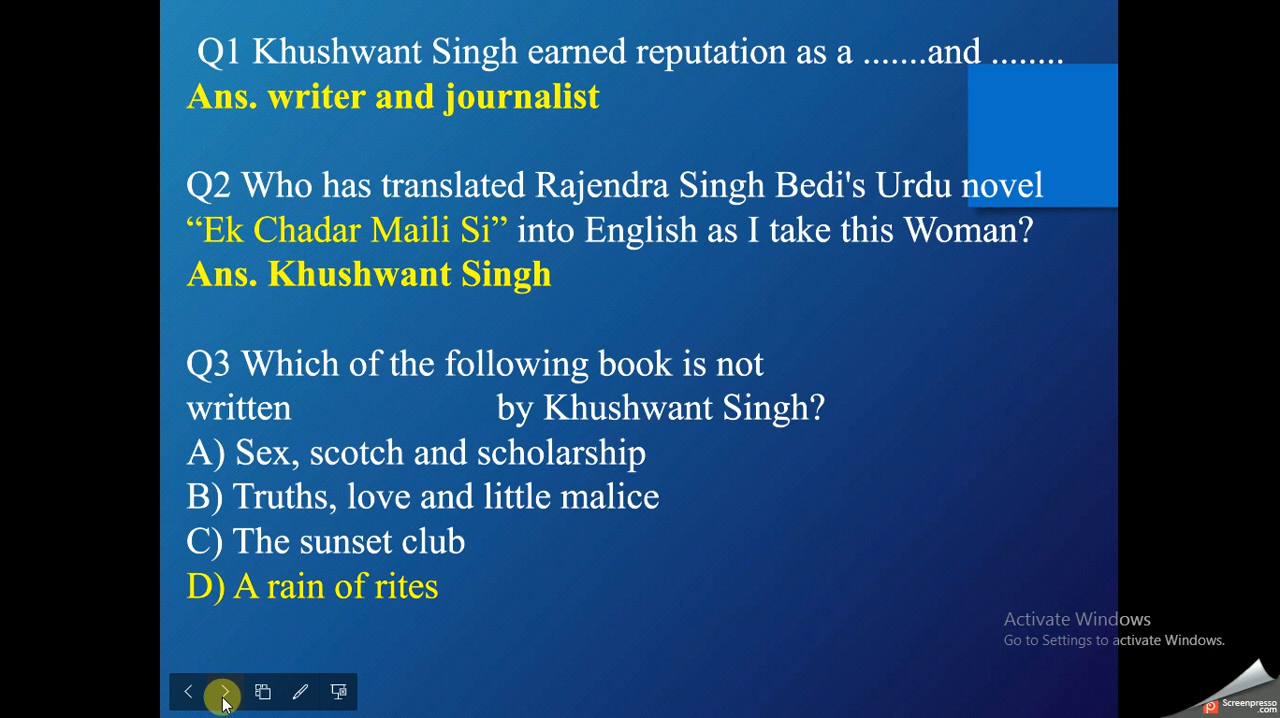 Q1 Khushwant Singh earned reputation as a .......and ........
Ans. writer and journalist
Q2 Who has translated Rajendra Singh Bedi's Urdu novel
“Ek Chadar Maili Si” into English as I take this Woman?
Ans. Khushwant Singh
Q3 Which of the following book is not
written by Khushwant Singh?
A) Sex, scotch and scholarship
B) Truths, love and little malice
C) The sunset club
D) A rain of rites
Activate Windows
Go to Settings to activate Windows.
Screenpresso
.com